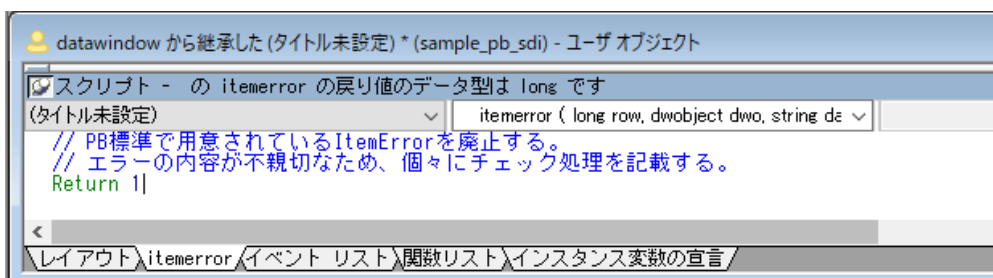 datawindow から継承した (タイトル未設定) * (sample_pb_sdi) - ユーザ オブジェクト
スクリプト - の itemerror の戻り値のデータ型は long です
(タイトル未設定) itemerror ( long row, dwobject dwo, string da
// PB標準で用意されているItemErrorを廃止する。
// エラーの内容が不親切なため、個々にチェック処理を記載する。
Return 1
レイアウト itemerror イベント リスト 関数リスト インスタンス変数の宣言